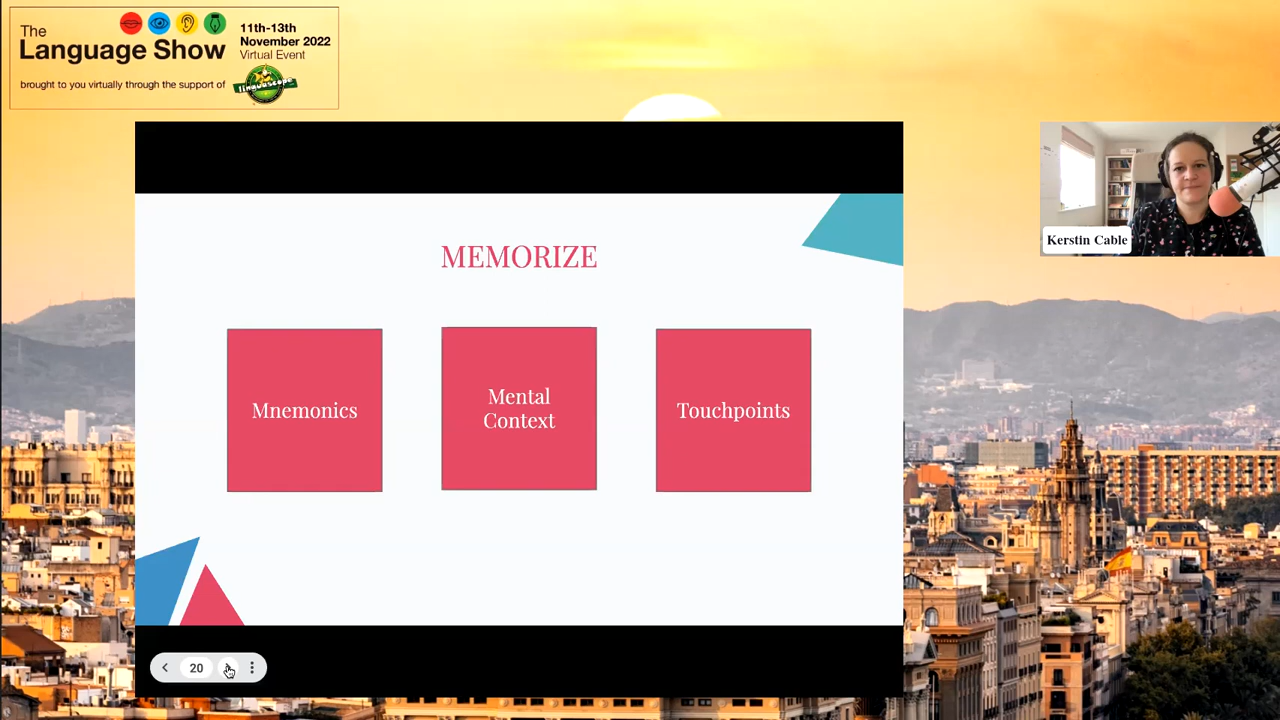 The
Language Show
11th-13th
November 2022
Virtual Event
brought to you virtually through the support of
linguascope
MEMORIZE
Mnemonics
Mental
Context
Touchpoints
Kerstin Cable
20